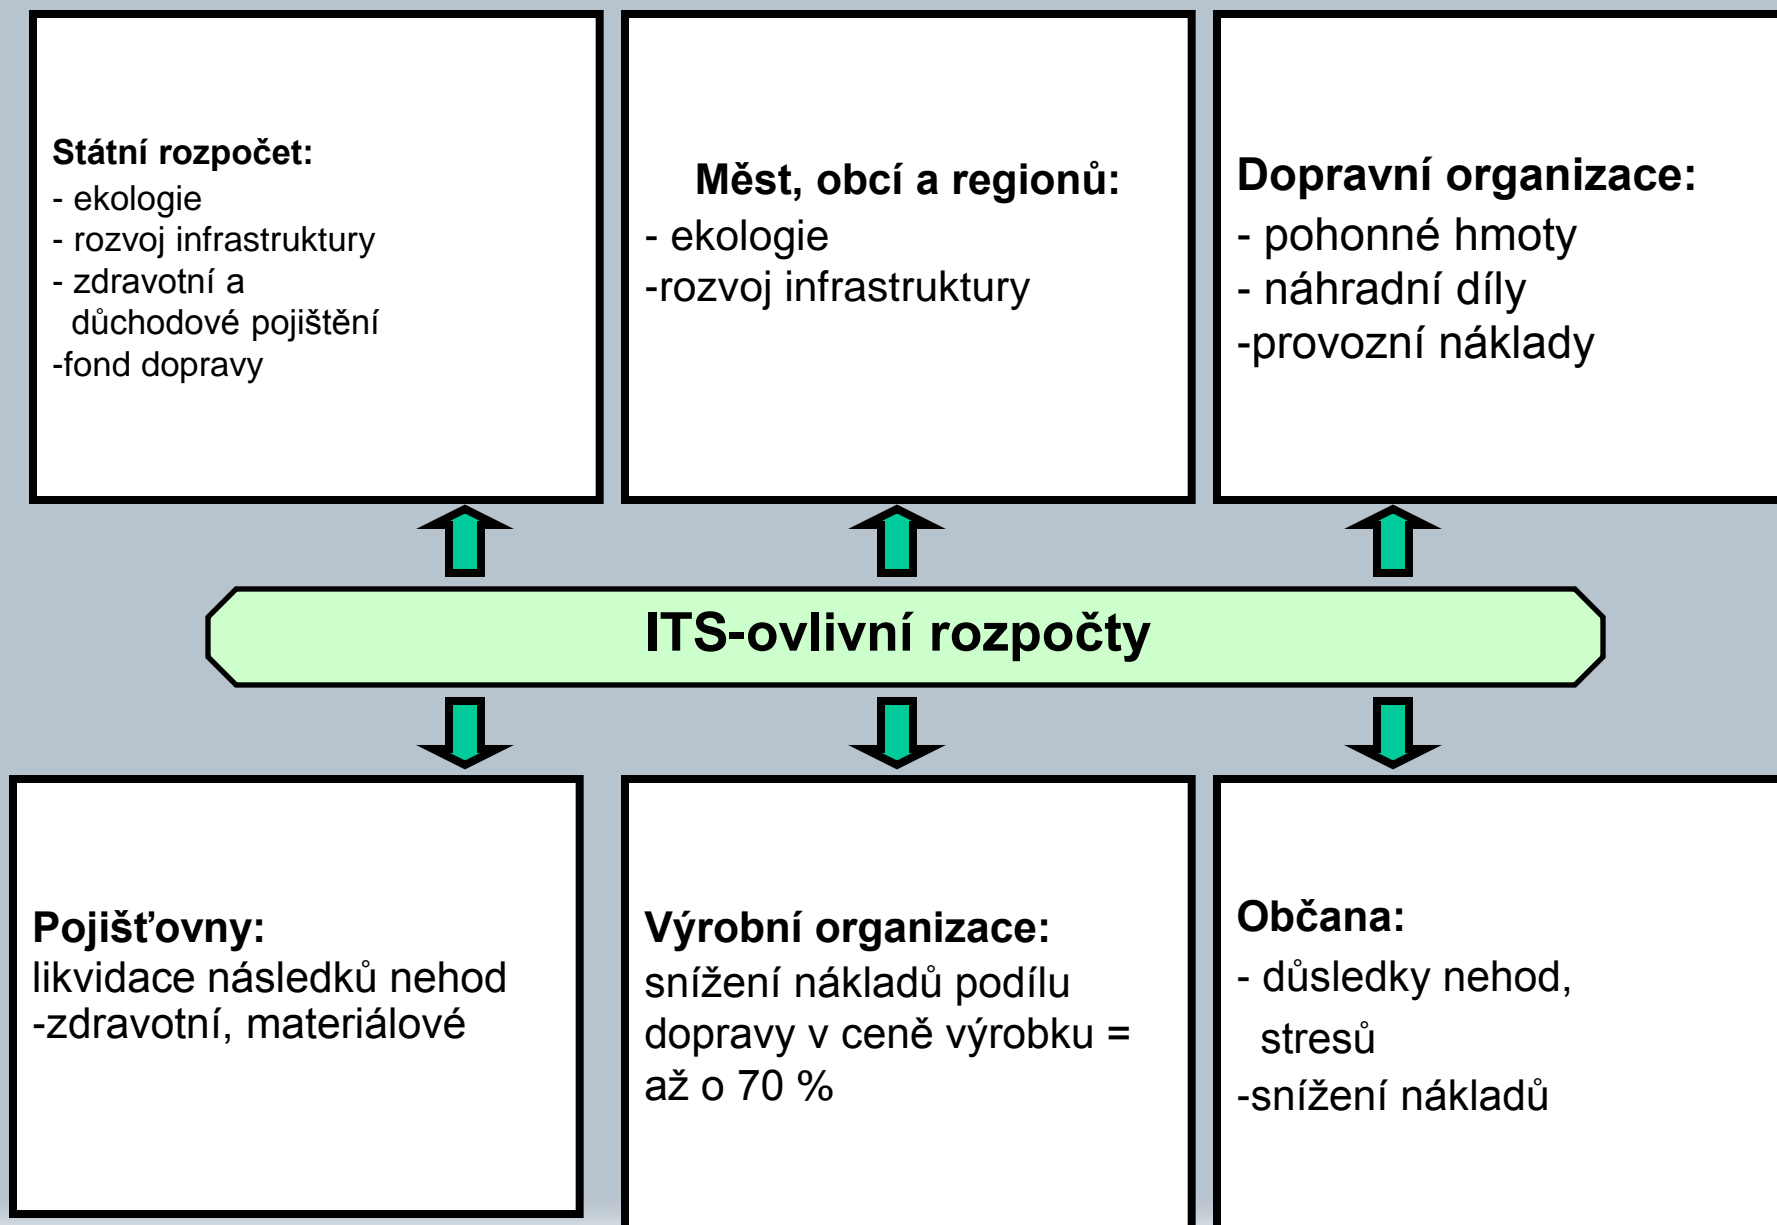 Státní rozpočet:
- ekologie
- rozvoj infrastruktury
- zdravotní a
důchodové pojištění
-fond dopravy
Měst, obcí a regionů:
- ekologie
-rozvoj infrastruktury
Dopravní organizace:
- pohonné hmoty
- náhradní díly
-provozní náklady
ITS-ovlivní rozpočty
Pojišťovny:
likvidace následků nehod
-zdravotní, materiálové
Výrobní organizace:
snížení nákladů podílu
dopravy v ceně výrobku =
až o 70 %
Občana:
- důsledky nehod,
stresů
-snížení nákladů